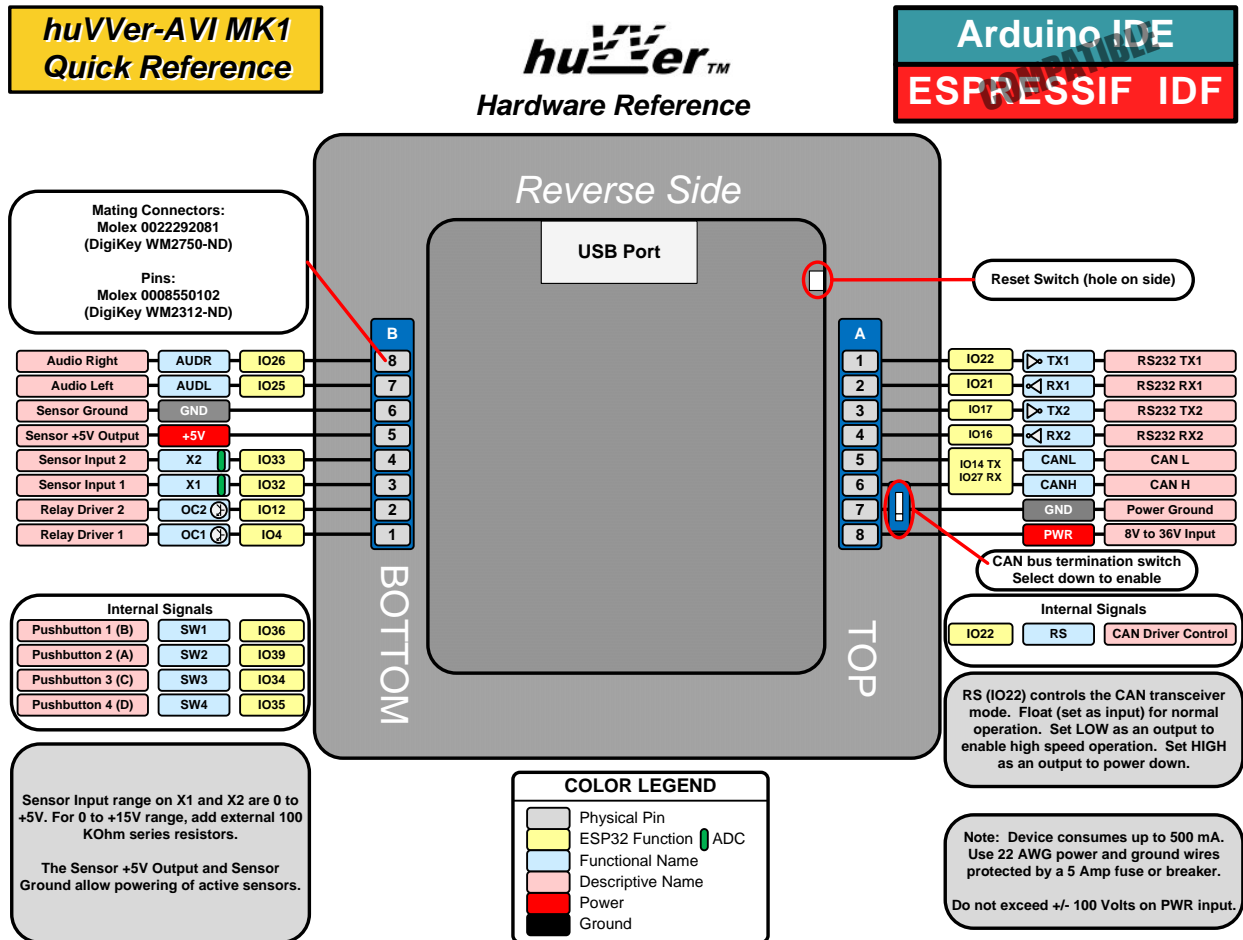 huVVer-AVI MK1
Quick Reference
huVVer TM
Hardware Reference
Arduino IDE
COMPATIBLE
ESPRESSIF IDF
Reverse Side
USB Port
Mating Connectors:
Molex 0022292081
(DigiKey WM2750-ND)
Pins:
Molex 0008550102
(DigiKey WM2312-ND)
Reset Switch (hole on side)
B
Audio Right AUDR IO26 8
Audio Left AUDL IO25 7
Sensor Ground GND 6
Sensor +5V Output +5V 5
Sensor Input 2 X2 IO33 4
Sensor Input 1 X1 IO32 3
Relay Driver 2 OC2 IO12 2
Relay Driver 1 OC1 IO4 1
BOTTOM
A
1 IO22 TX1 RS232 TX1
2 IO21 RX1 RS232 RX1
3 IO17 TX2 RS232 TX2
4 IO16 RX2 RS232 RX2
5 IO14 TX CANL CAN L
6 IO27 RX CANH CAN H
7 GND Power Ground
8 PWR 8V to 36V Input
TOP
CAN bus termination switch
Select down to enable
Internal Signals
Pushbutton 1 (B) SW1 IO36
Pushbutton 2 (A) SW2 IO39
Pushbutton 3 (C) SW3 IO34
Pushbutton 4 (D) SW4 IO35
Internal Signals
IO22 RS CAN Driver Control
RS (IO22) controls the CAN transceiver
mode. Float (set as input) for normal
operation. Set LOW as an output to
enable high speed operation. Set HIGH
as an output to power down.
Sensor Input range on X1 and X2 are 0 to
+5V. For 0 to +15V range, add external 100
KOhm series resistors.
The Sensor +5V Output and Sensor
Ground allow powering of active sensors.
COLOR LEGEND
Physical Pin
ESP32 Function ADC
Functional Name
Descriptive Name
Power
Ground
Note: Device consumes up to 500 mA.
Use 22 AWG power and ground wires
protected by a 5 Amp fuse or breaker.
Do not exceed +/- 100 Volts on PWR input.